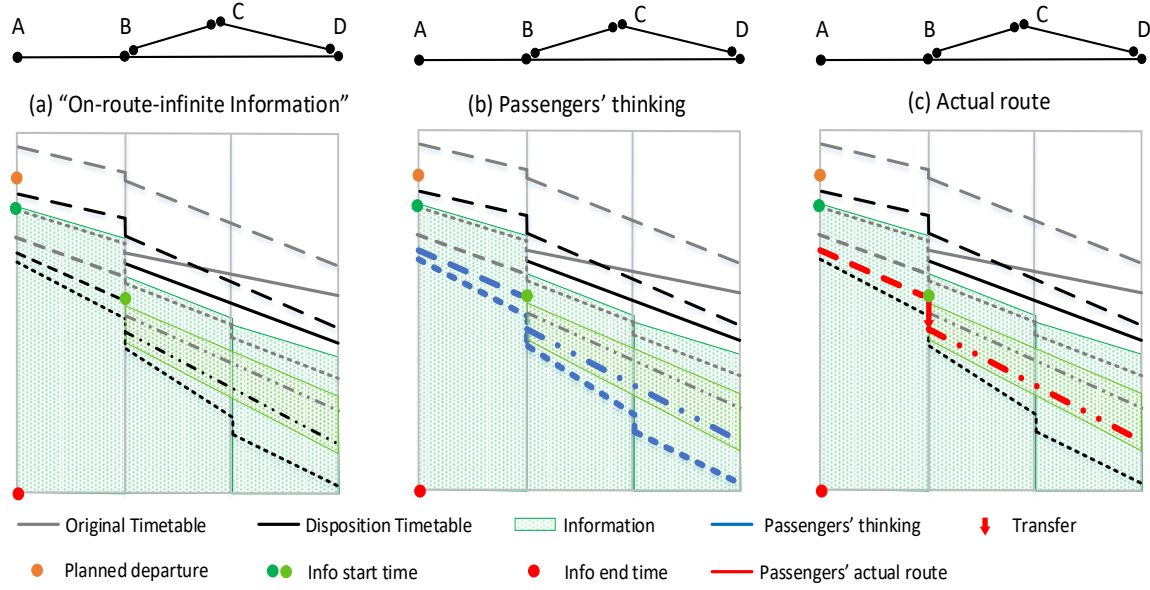 A B C D A B C D A B C D
(a) “On-route-infinite Information” (b) Passengers’ thinking (c) Actual route
Original Timetable Disposition Timetable Information Passengers’ thinking Transfer
Planned departure Info start time Info end time Passengers’ actual route